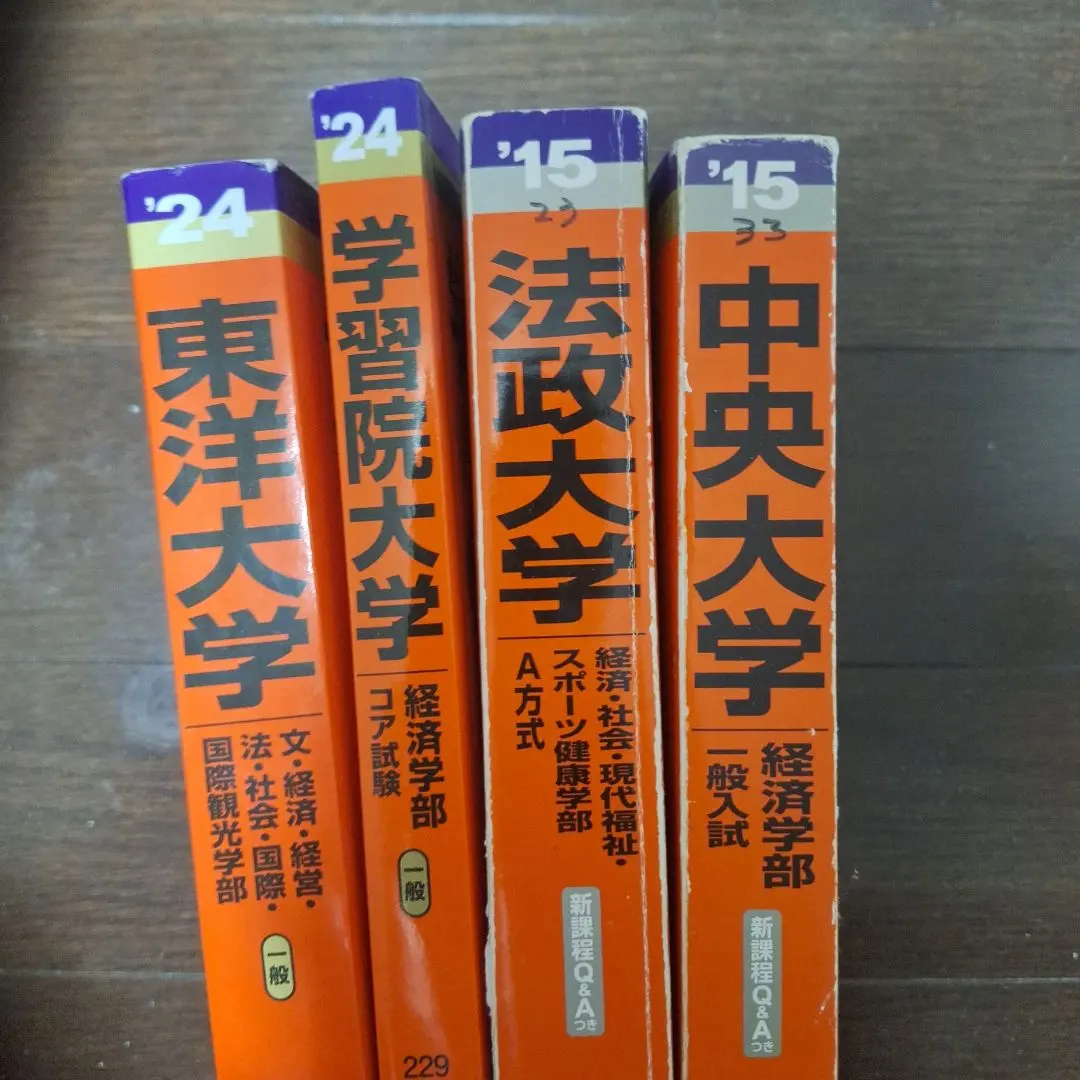 '24
東洋大学
文・経済・経営・
法・社会・国際・
国際観光学部
一般
'24
学習院大学
経済学部
コア試験
一般
229
'15
23
法政大学
経済・社会・現代福祉・
スポーツ健康学部
A方式
新課程Q&Aつき
'15
33
中央大学
経済学部
一般入試
新課程Q&Aつき